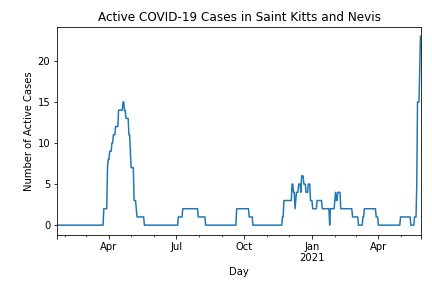 Active COVID-19 Cases in Saint Kitts and Nevis
Number of Active Cases
20
15
10
5
0
Apr
Jul
Oct
Jan
2021
Apr
Day